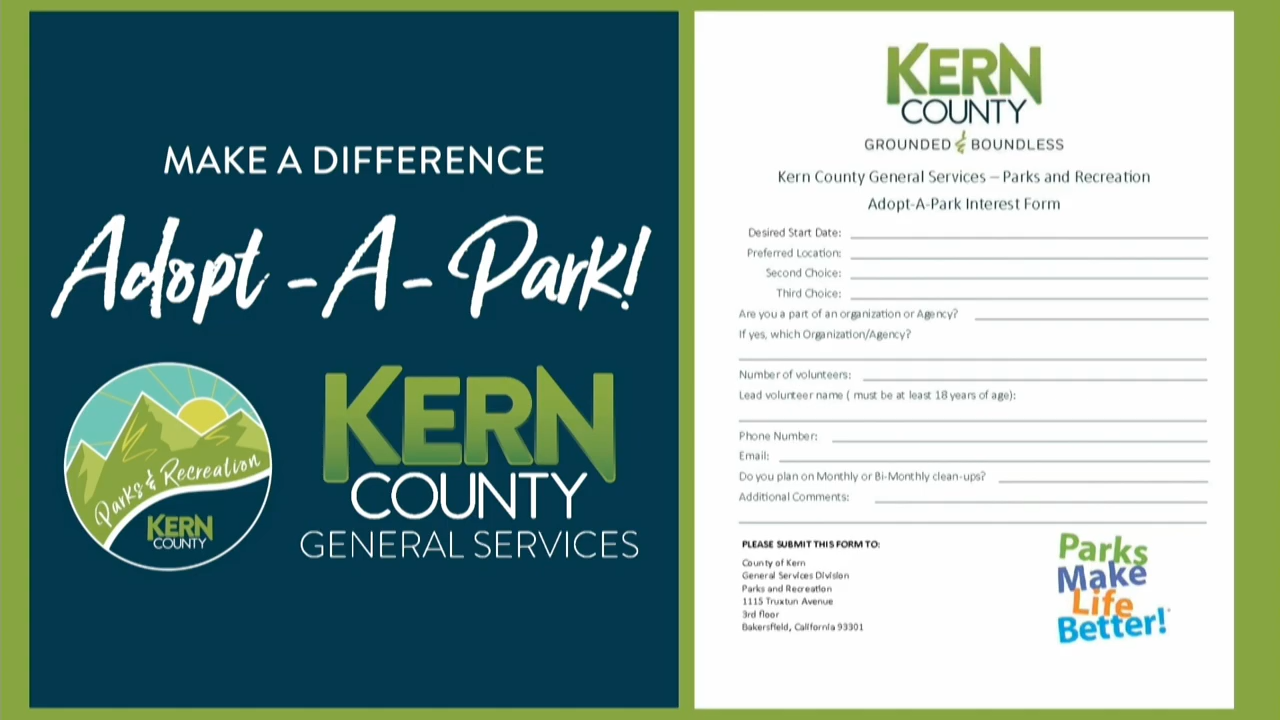 MAKE A DIFFERENCE
Adopt-A-Park!
Parks & Recreation
KERN
COUNTY
KERN
COUNTY
GENERAL SERVICES
KERN
COUNTY
GROUNDED & BOUNDLESS
Kern County General Services – Parks and Recreation
Adopt-A-Park Interest Form
Desired Start Date:
Preferred Location:
Second Choice:
Third Choice:
Are you a part of an organization or Agency?
If yes, which Organization/Agency?
Number of volunteers:
Lead volunteer name ( must be at least 18 years of age):
Phone Number:
Email:
Do you plan on Monthly or Bi-Monthly clean-ups?
Additional Comments:
PLEASE SUBMIT THIS FORM TO:
County of Kern
General Services Division
Parks and Recreation
1115 Truxtun Avenue
3rd floor
Bakersfield, California 93301
Parks
Make
Life
Better!